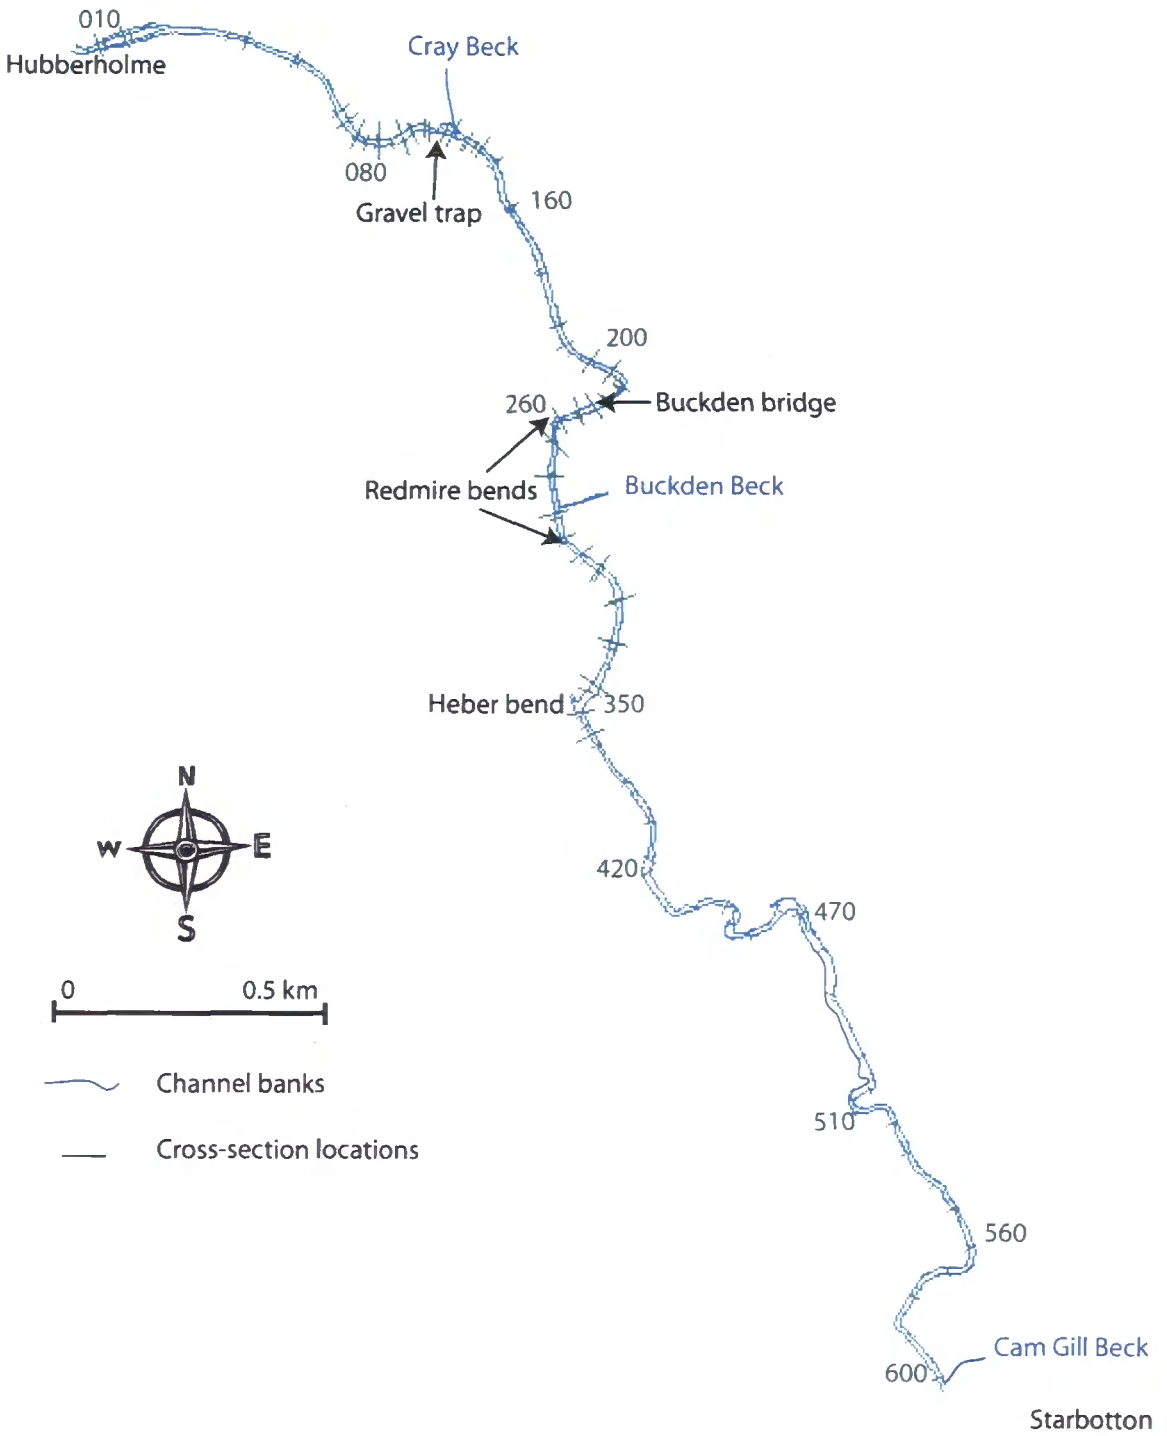 010
Hubberholme
Cray Beck
080
Gravel trap
160
200
260
Buckden bridge
Redmire bends
Buckden Beck
Heber bend
350
N
W
E
S
420
470
0
0.5 km
Channel banks
510
Cross-section locations
560
Cam Gill Beck
600
Starbotton